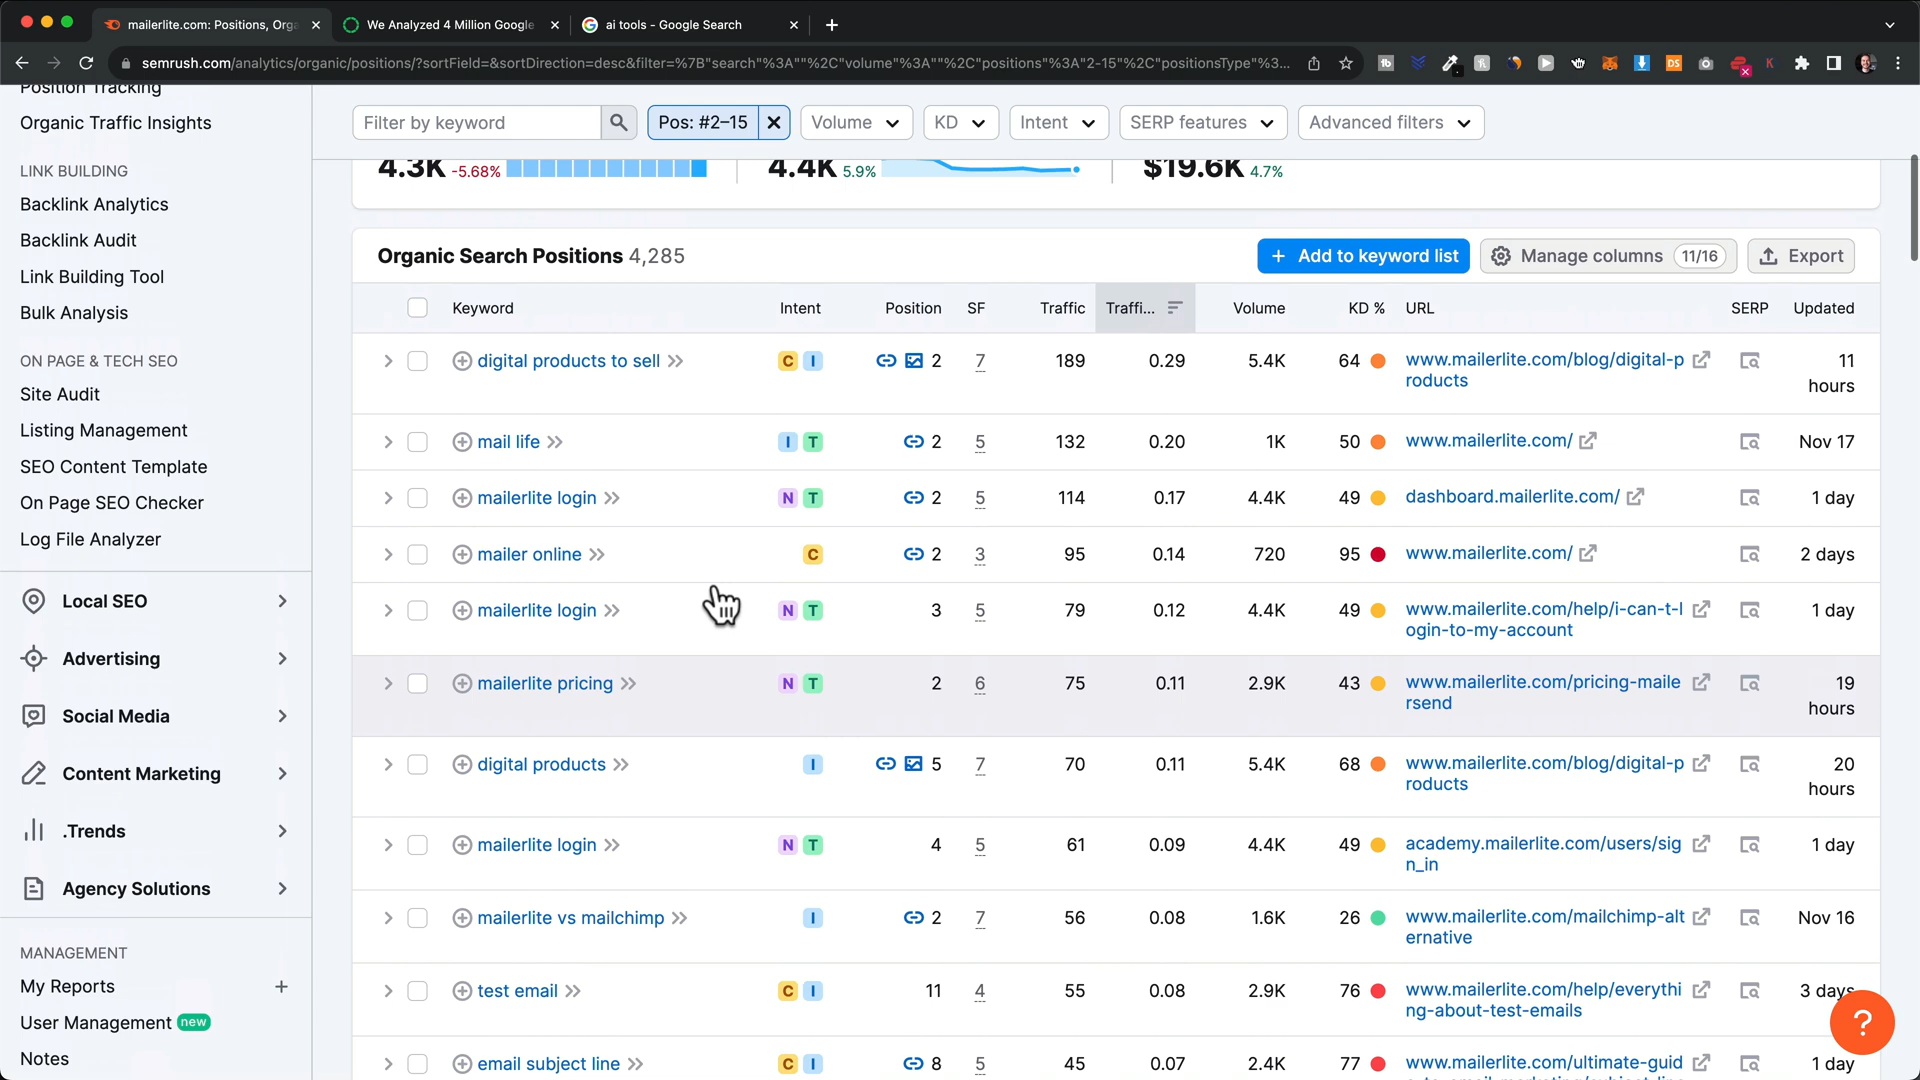 mailerlite.com: Positions, Orga
We Analyzed 4 Million Google
ai tools - Google Search
semrush.com/analytics/organic/positions/?sortField=&sortDirection=desc&filter=%7B"search"%3A""%2C"volume"%3A""%2C"positions"%3A"2-15"%2C"positionsType"%3...
Position Tracking
Organic Traffic Insights
LINK BUILDING
Backlink Analytics
Backlink Audit
Link Building Tool
Bulk Analysis
ON PAGE & TECH SEO
Site Audit
Listing Management
SEO Content Template
On Page SEO Checker
Log File Analyzer
Local SEO
Advertising
Social Media
Content Marketing
.Trends
Agency Solutions
MANAGEMENT
My Reports +
User Management new
Notes
Filter by keyword Pos: #2–15 Volume KD Intent SERP features Advanced filters
4.3K -5.68% 4.4K 5.9% $19.6K 4.7%
Organic Search Positions 4,285 + Add to keyword list Manage columns 11/16 Export
Keyword Intent Position SF Traffic Traffi... Volume KD % URL SERP Updated
digital products to sell C I 2 7 189 0.29 5.4K 64 www.mailerlite.com/blog/digital-p 11
roducts hours
mail life I T 2 5 132 0.20 1K 50 www.mailerlite.com/ Nov 17
mailerlite login N T 2 5 114 0.17 4.4K 49 dashboard.mailerlite.com/ 1 day
mailer online C 2 3 95 0.14 720 95 www.mailerlite.com/ 2 days
mailerlite login N T 3 5 79 0.12 4.4K 49 www.mailerlite.com/help/i-can-t-l 1 day
ogin-to-my-account
mailerlite pricing N T 2 6 75 0.11 2.9K 43 www.mailerlite.com/pricing-maile 19
rsend hours
digital products I 5 7 70 0.11 5.4K 68 www.mailerlite.com/blog/digital-p 20
roducts hours
mailerlite login N T 4 5 61 0.09 4.4K 49 academy.mailerlite.com/users/sig 1 day
n_in
mailerlite vs mailchimp I 2 7 56 0.08 1.6K 26 www.mailerlite.com/mailchimp-alt Nov 16
ernative
test email C I 11 4 55 0.08 2.9K 76 www.mailerlite.com/help/everythi 3 days
ng-about-test-emails
email subject line C I 8 5 45 0.07 2.4K 77 www.mailerlite.com/ultimate-guid 1 day
?